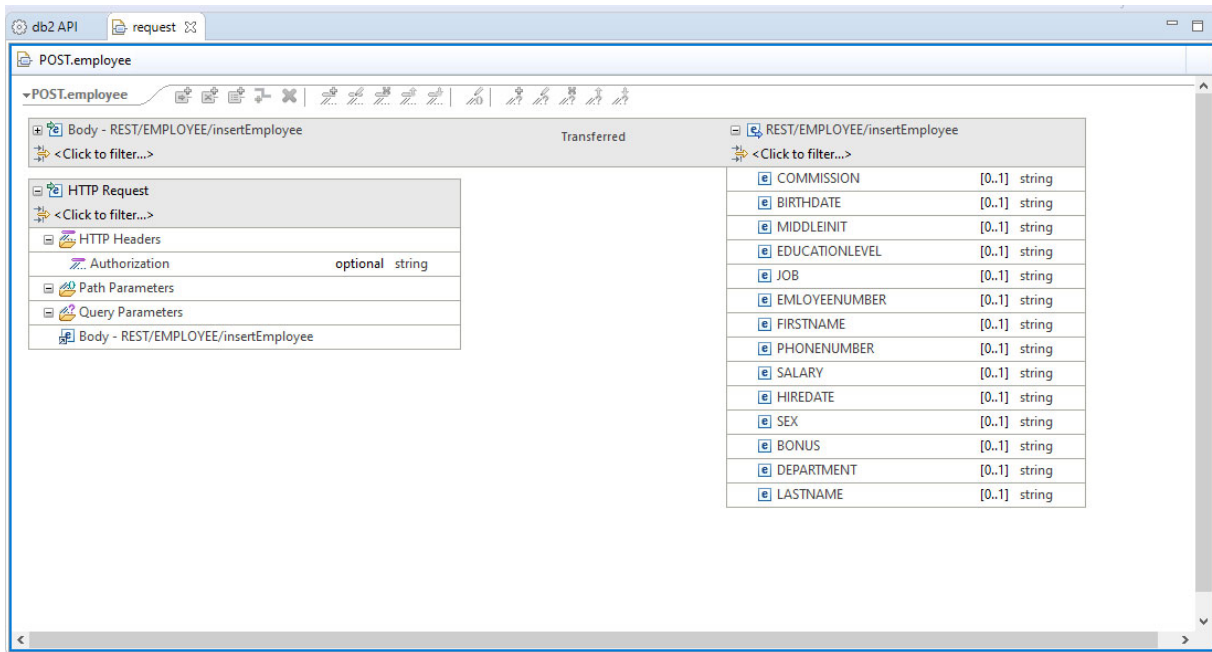 db2 API request
POST.employee
POST.employee
Body - REST/EMPLOYEE/insertEmployee
<Click to filter...>
Transferred
REST/EMPLOYEE/insertEmployee
<Click to filter...>
HTTP Request
<Click to filter...>
HTTP Headers
Authorization optional string
Path Parameters
Query Parameters
Body - REST/EMPLOYEE/insertEmployee
COMMISSION [0..1] string
BIRTHDATE [0..1] string
MIDDLEINIT [0..1] string
EDUCATIONLEVEL [0..1] string
JOB [0..1] string
EMLOYEENUMBER [0..1] string
FIRSTNAME [0..1] string
PHONENUMBER [0..1] string
SALARY [0..1] string
HIREDATE [0..1] string
SEX [0..1] string
BONUS [0..1] string
DEPARTMENT [0..1] string
LASTNAME [0..1] string